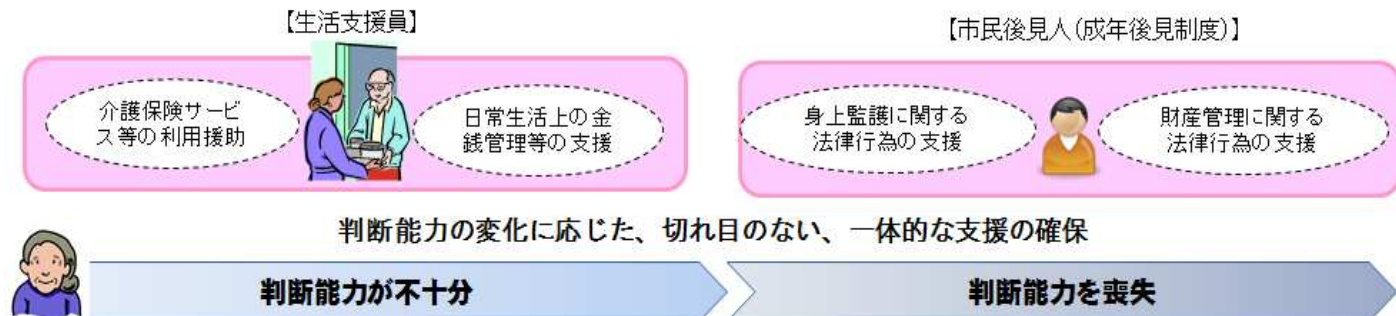 【生活支援員】
【市民後見人(成年後見制度)】
介護保険サービ
ス等の利用援助
日常生活上の金
銭管理等の支援
身上監護に関する
法律行為の支援
財産管理に関する
法律行為の支援
判断能力の変化に応じた、切れ目のない、一体的な支援の確保
判断能力が不十分
判断能力を喪失